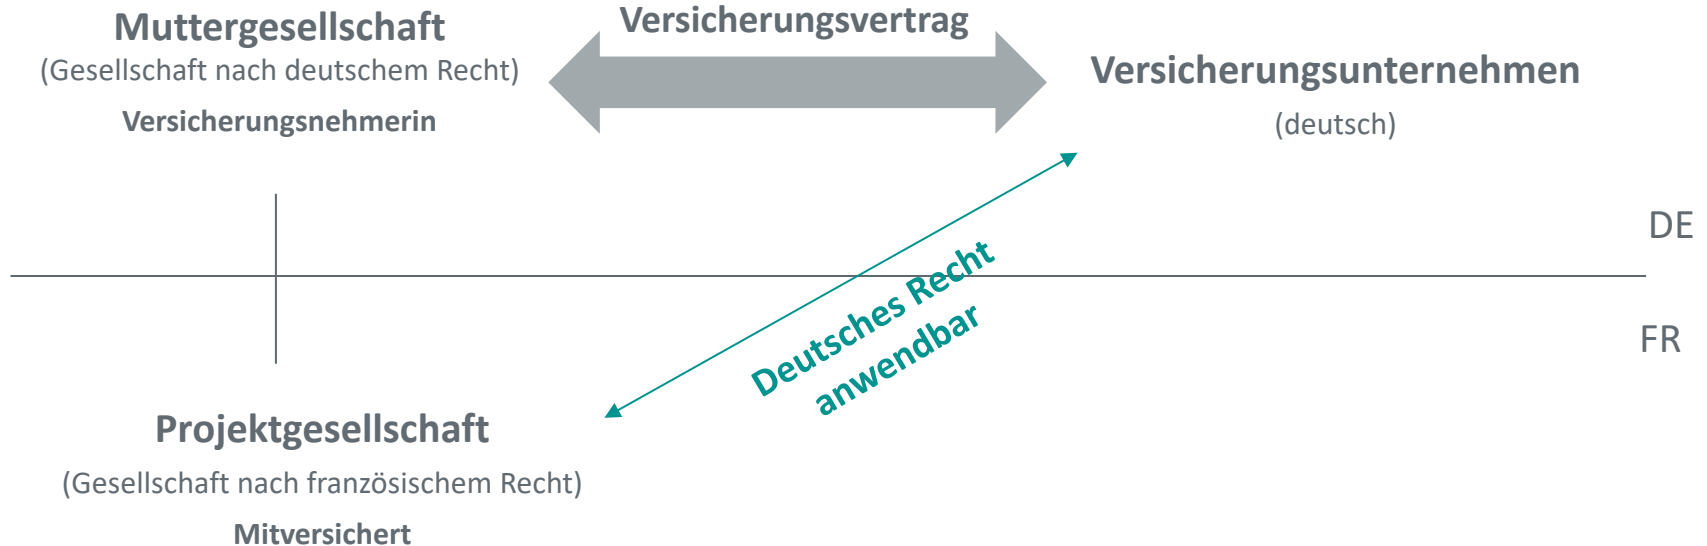 Muttergesellschaft
(Gesellschaft nach deutschem Recht)
Versicherungsnehmerin
Versicherungsvertrag
Versicherungsunternehmen
(deutsch)
DE
Deutsches Recht
anwendbar
FR
Projektgesellschaft
(Gesellschaft nach französischem Recht)
Mitversichert